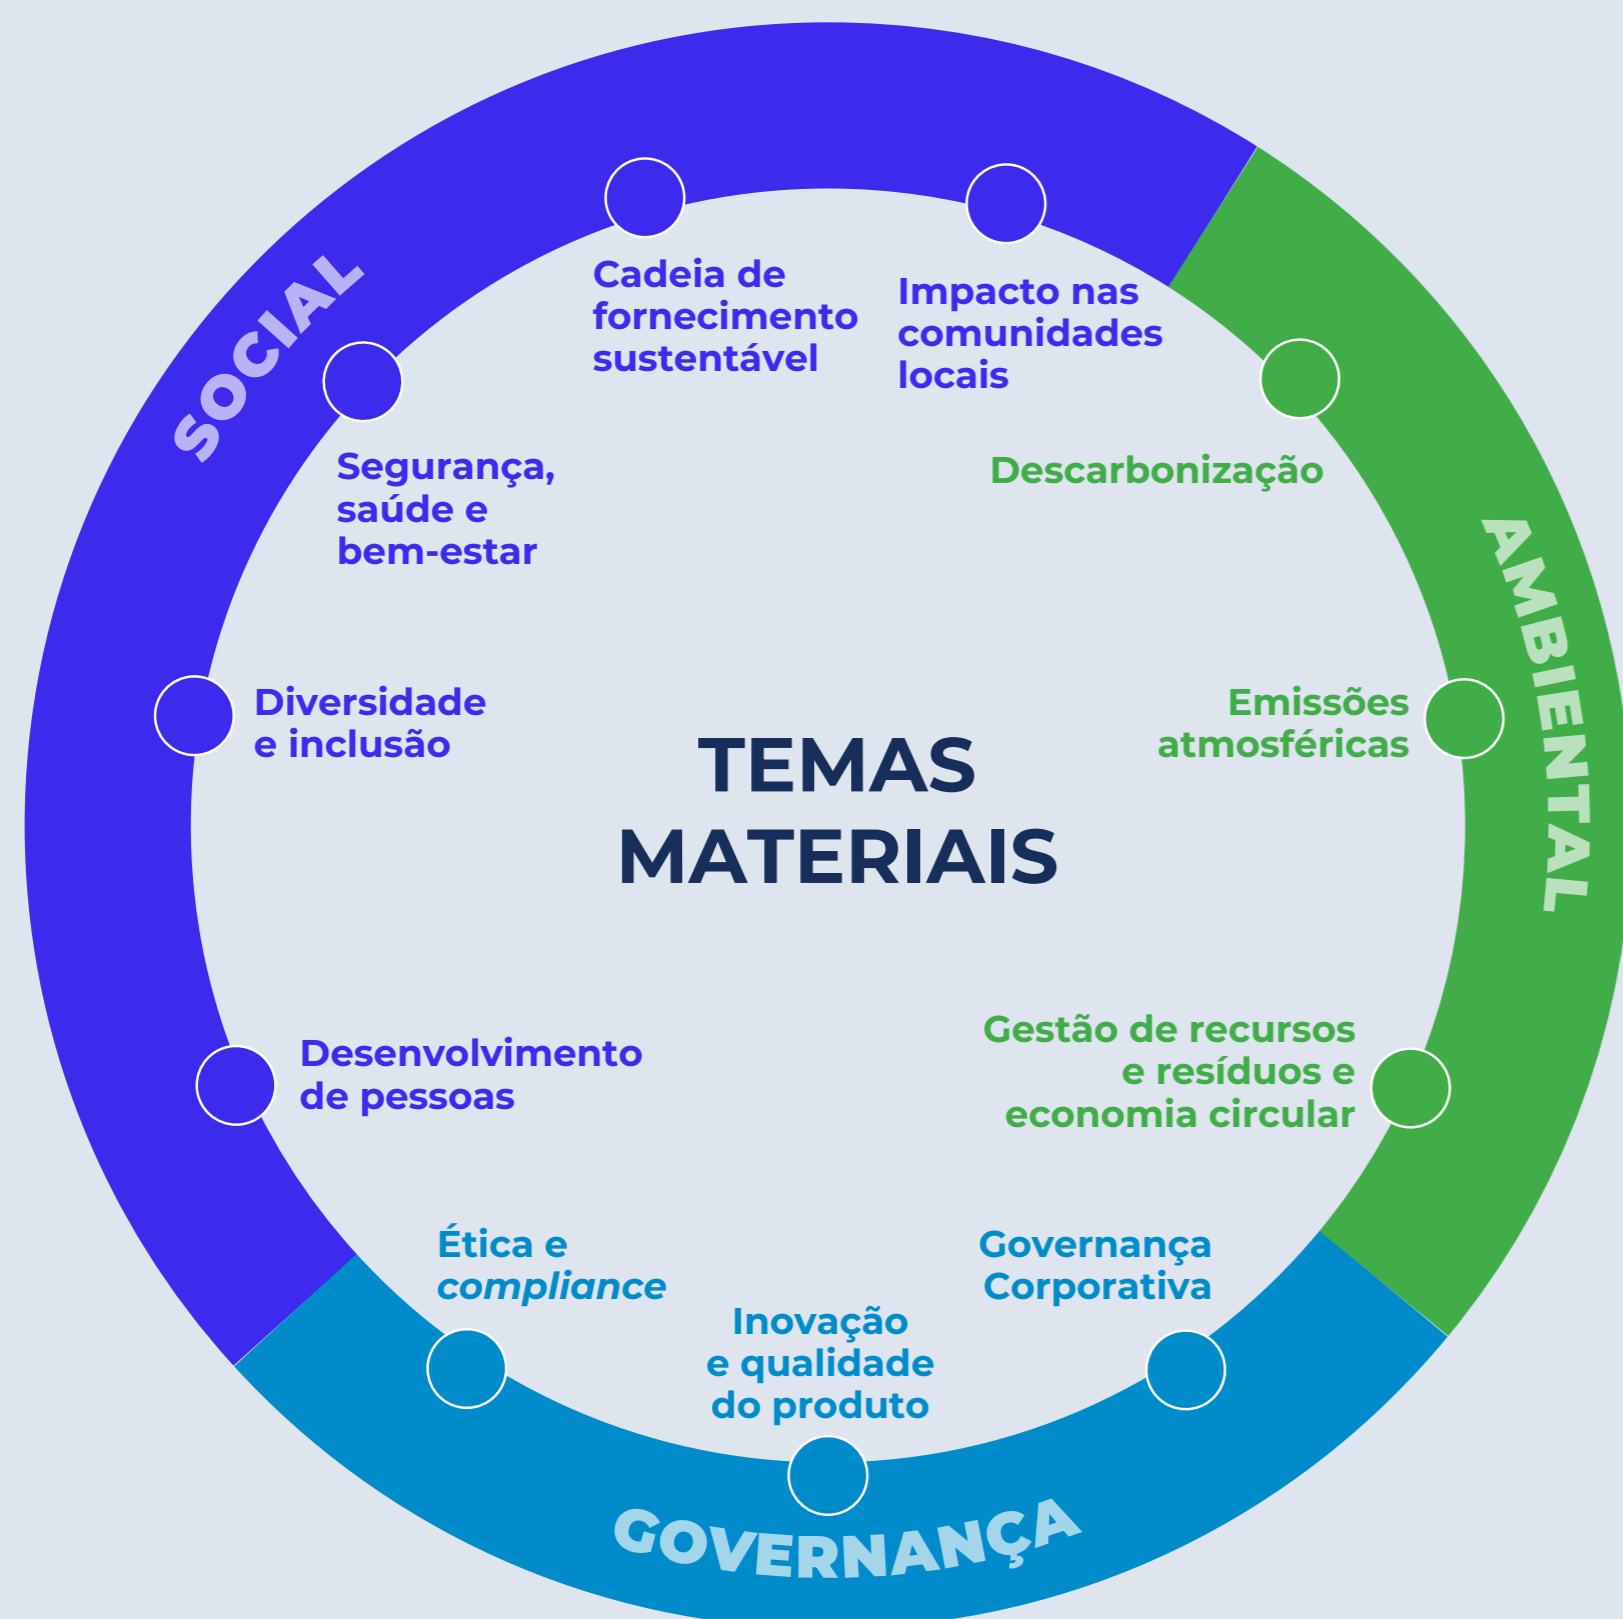 SOCIAL
Cadeia de
fornecimento
sustentável
Impacto nas
comunidades
locais
Segurança,
saúde e
bem-estar
Descarbonização
AMBIENTAL
Diversidade
e inclusão
Emissões
atmosféricas
TEMAS
MATERIAIS
Desenvolvimento
de pessoas
Gestão de recursos
e resíduos e
economia circular
Ética e
compliance
Inovação
e qualidade
do produto
Governança
Corporativa
GOVERNANÇA